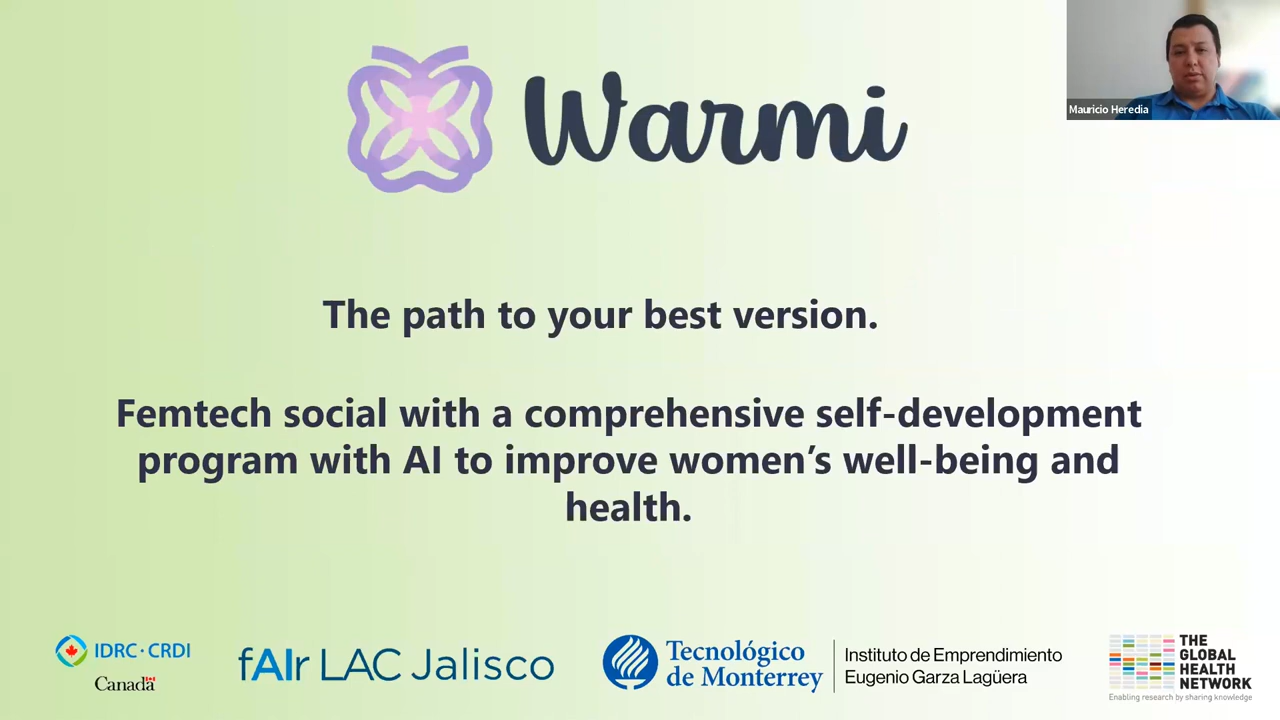 Warmi
Mauricio Heredia
The path to your best version.
Femtech social with a comprehensive self-development
program with AI to improve women’s well-being and
health.
IDRC · CRDI
Canada
fAIr LAC Jalisco
Tecnológico
de Monterrey
Instituto de Emprendimiento
Eugenio Garza Lagüera
THE
GLOBAL
HEALTH
NETWORK
Enabling research by sharing knowledge